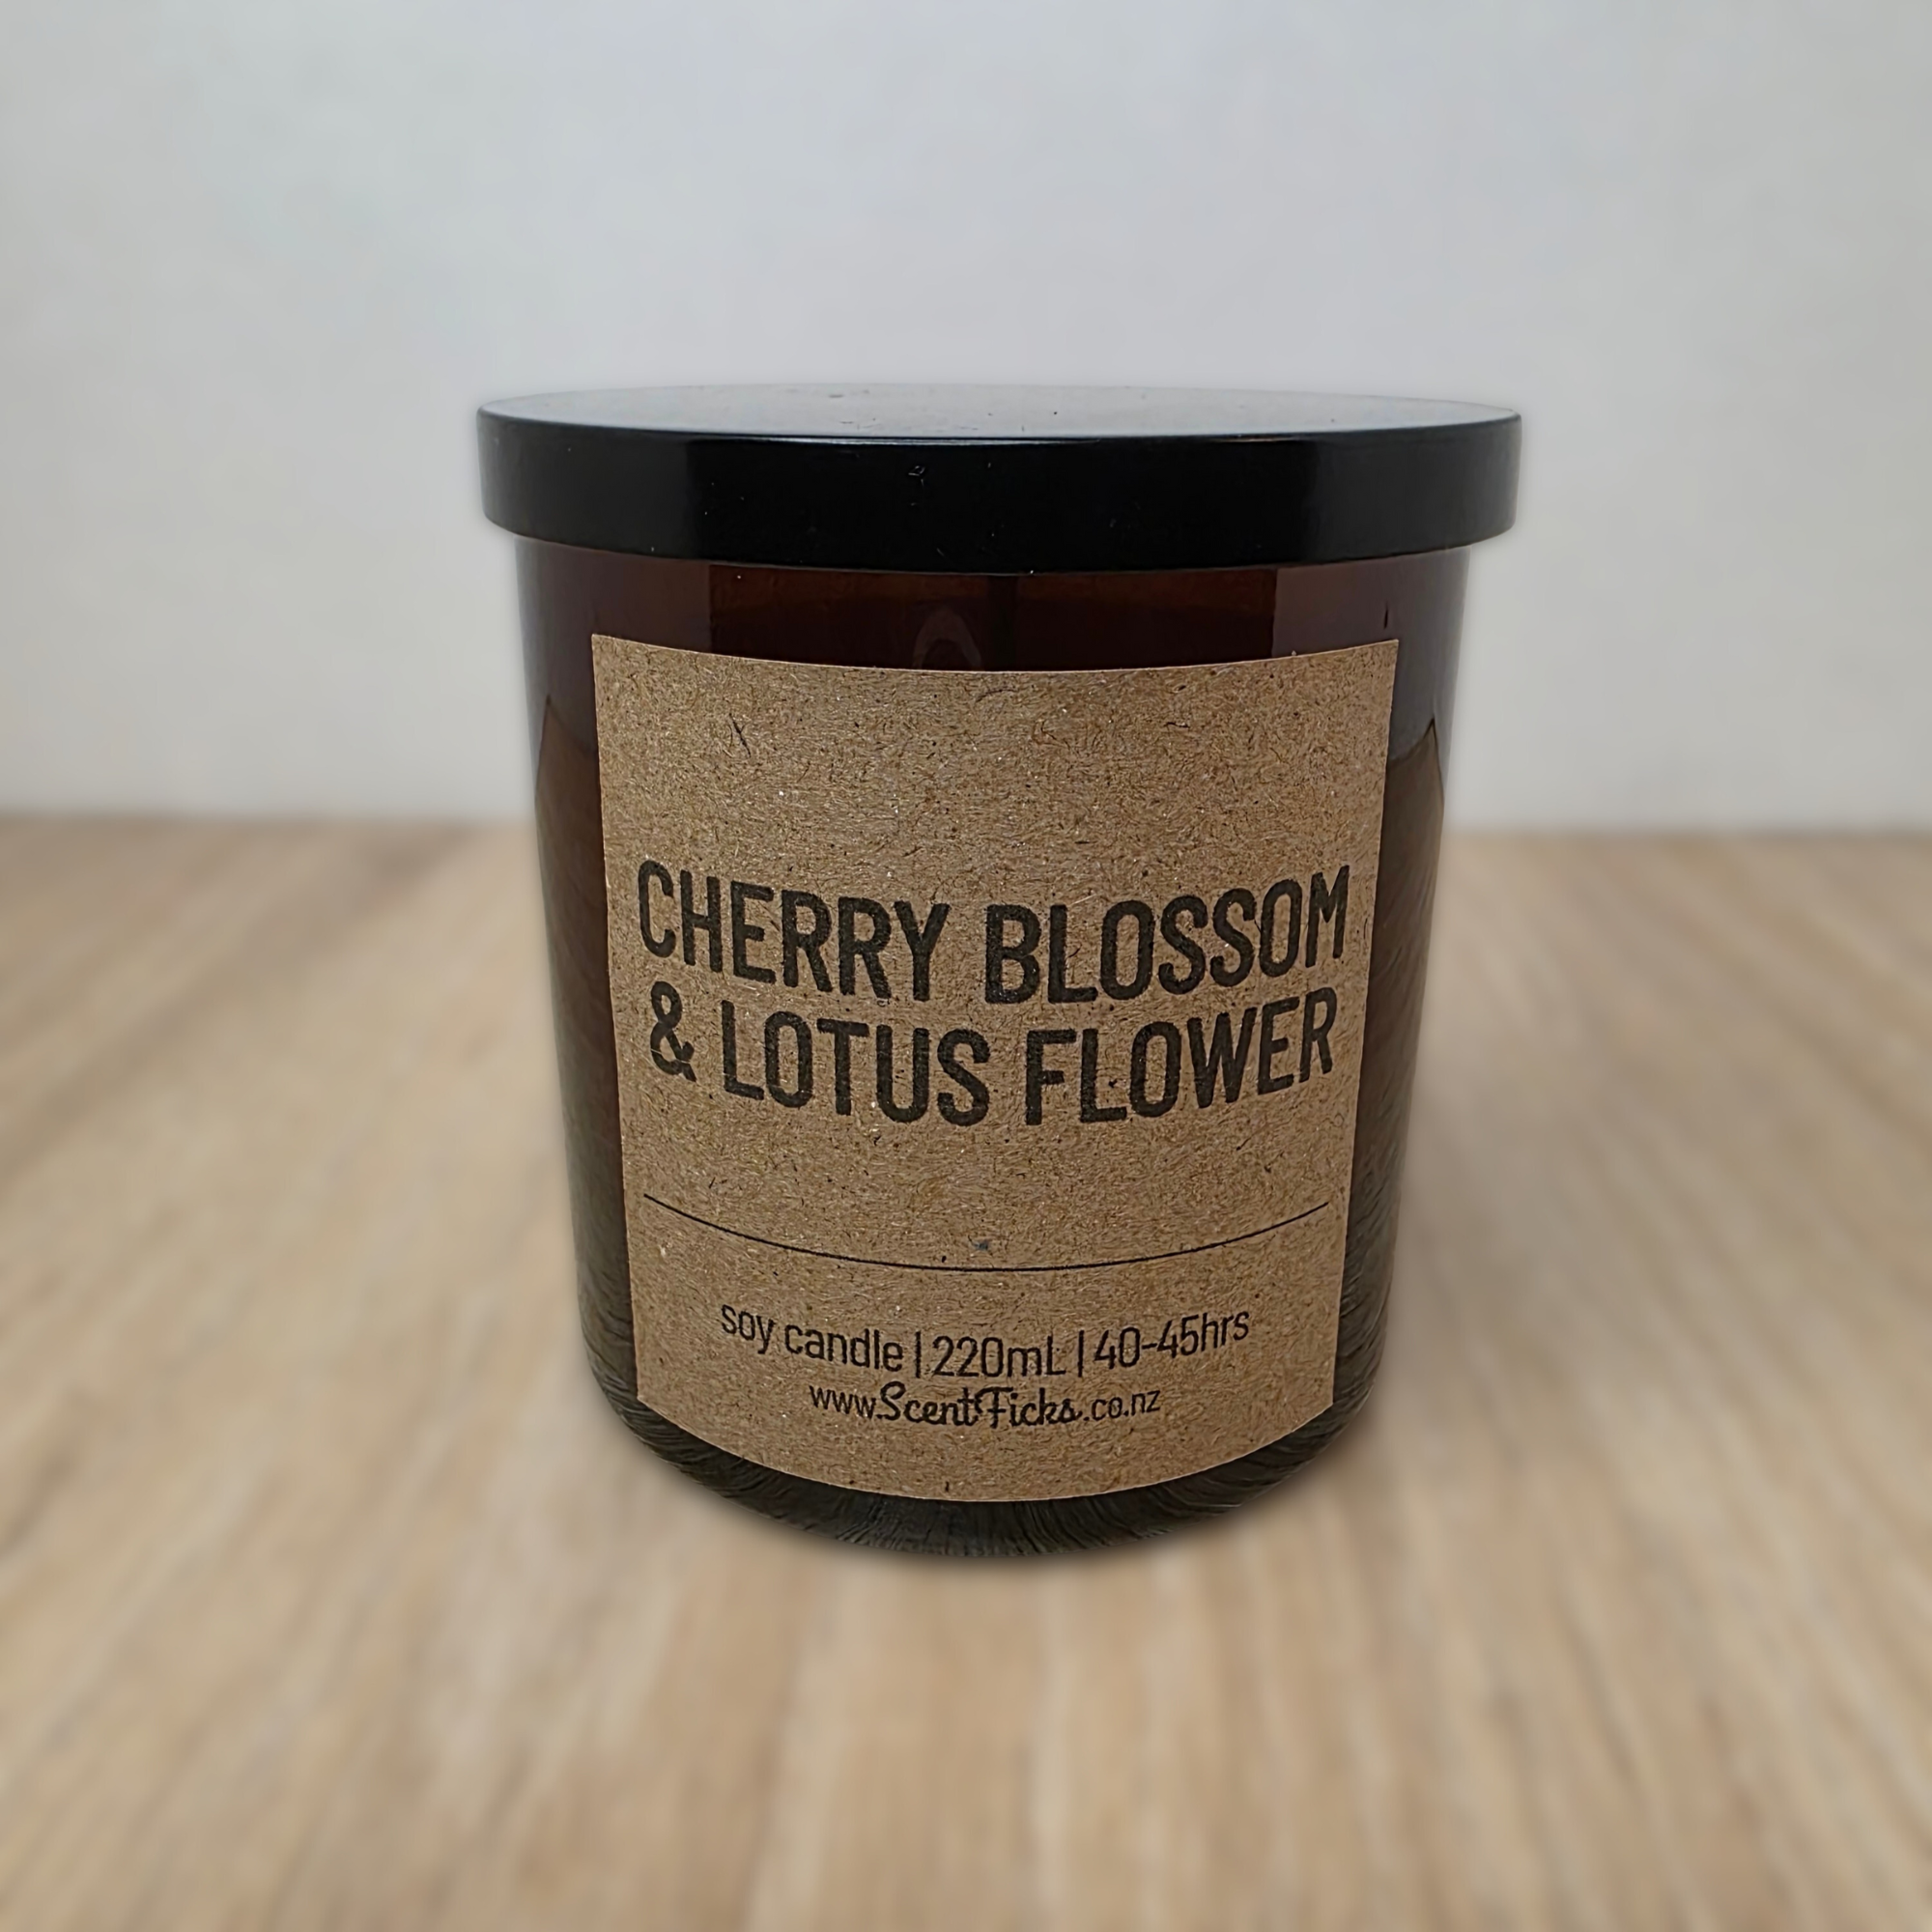 CHERRY BLOSSOM
& LOTUS FLOWER
soy candle | 220mL | 40-45hrs
www.ScentFicks.co.nz